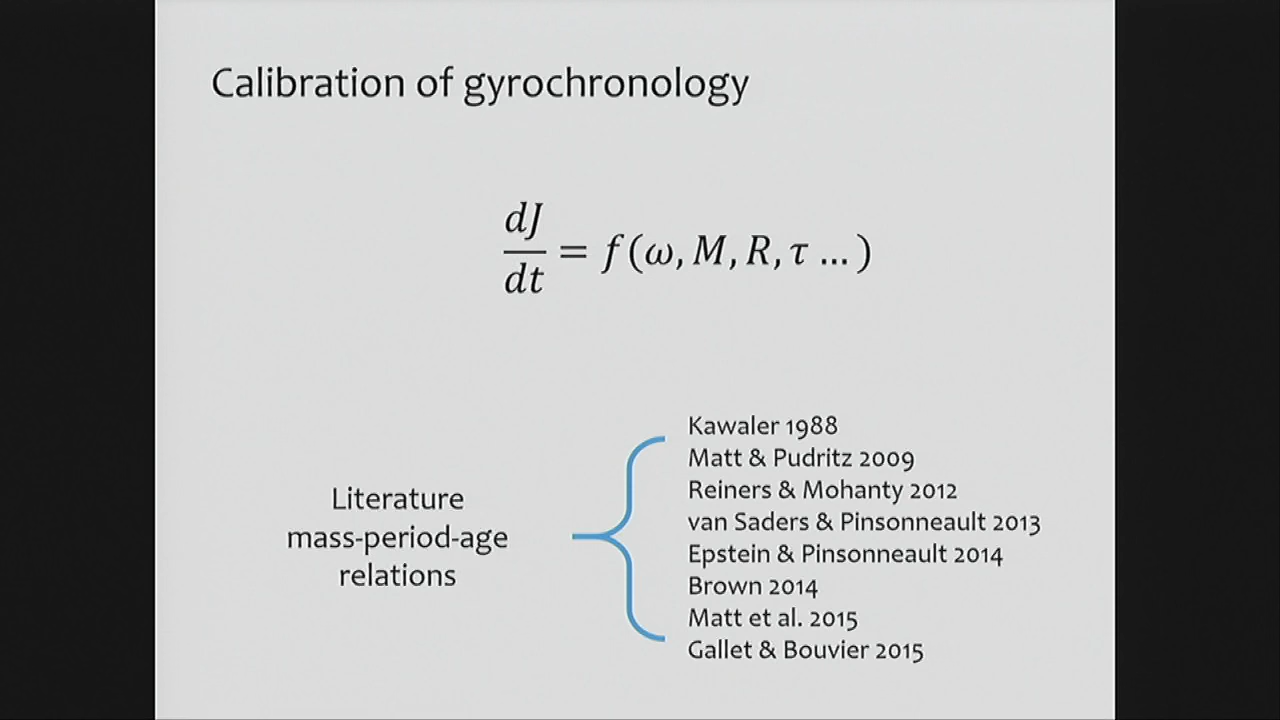 Calibration of gyrochronology
dJ/dt = f(ω, M, R, τ ... )
Literature
mass-period-age
relations
Kawaler 1988
Matt & Pudritz 2009
Reiners & Mohanty 2012
van Saders & Pinsonneault 2013
Epstein & Pinsonneault 2014
Brown 2014
Matt et al. 2015
Gallet & Bouvier 2015